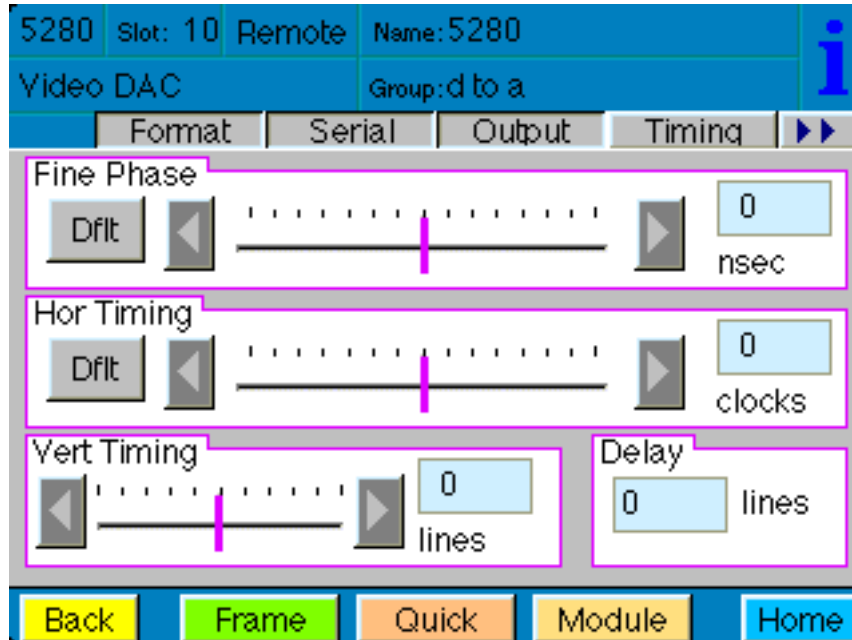 5280 Slot: 10 Remote Name:5280
Video DAC Group:d to a
Format Serial Output Timing
Fine Phase
Dflt 0
nsec
Hor Timing
Dflt 0
clocks
Vert Timing Delay
0 0 lines
lines
Back Frame Quick Module Home